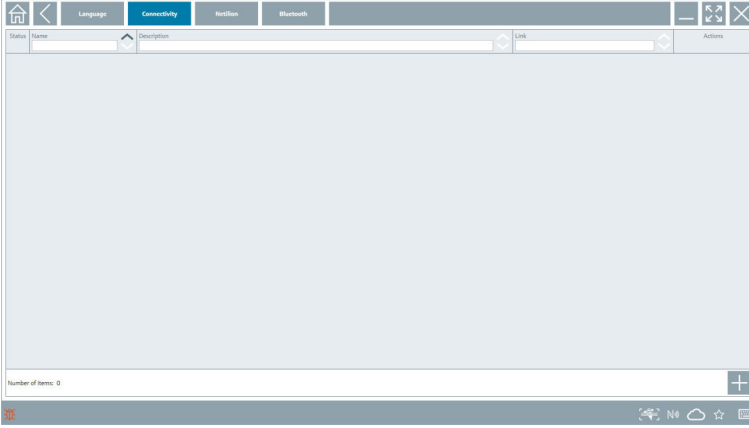 Language Connectivity Netilion Bluetooth
Status Name Description Link Actions
Number of items: 0